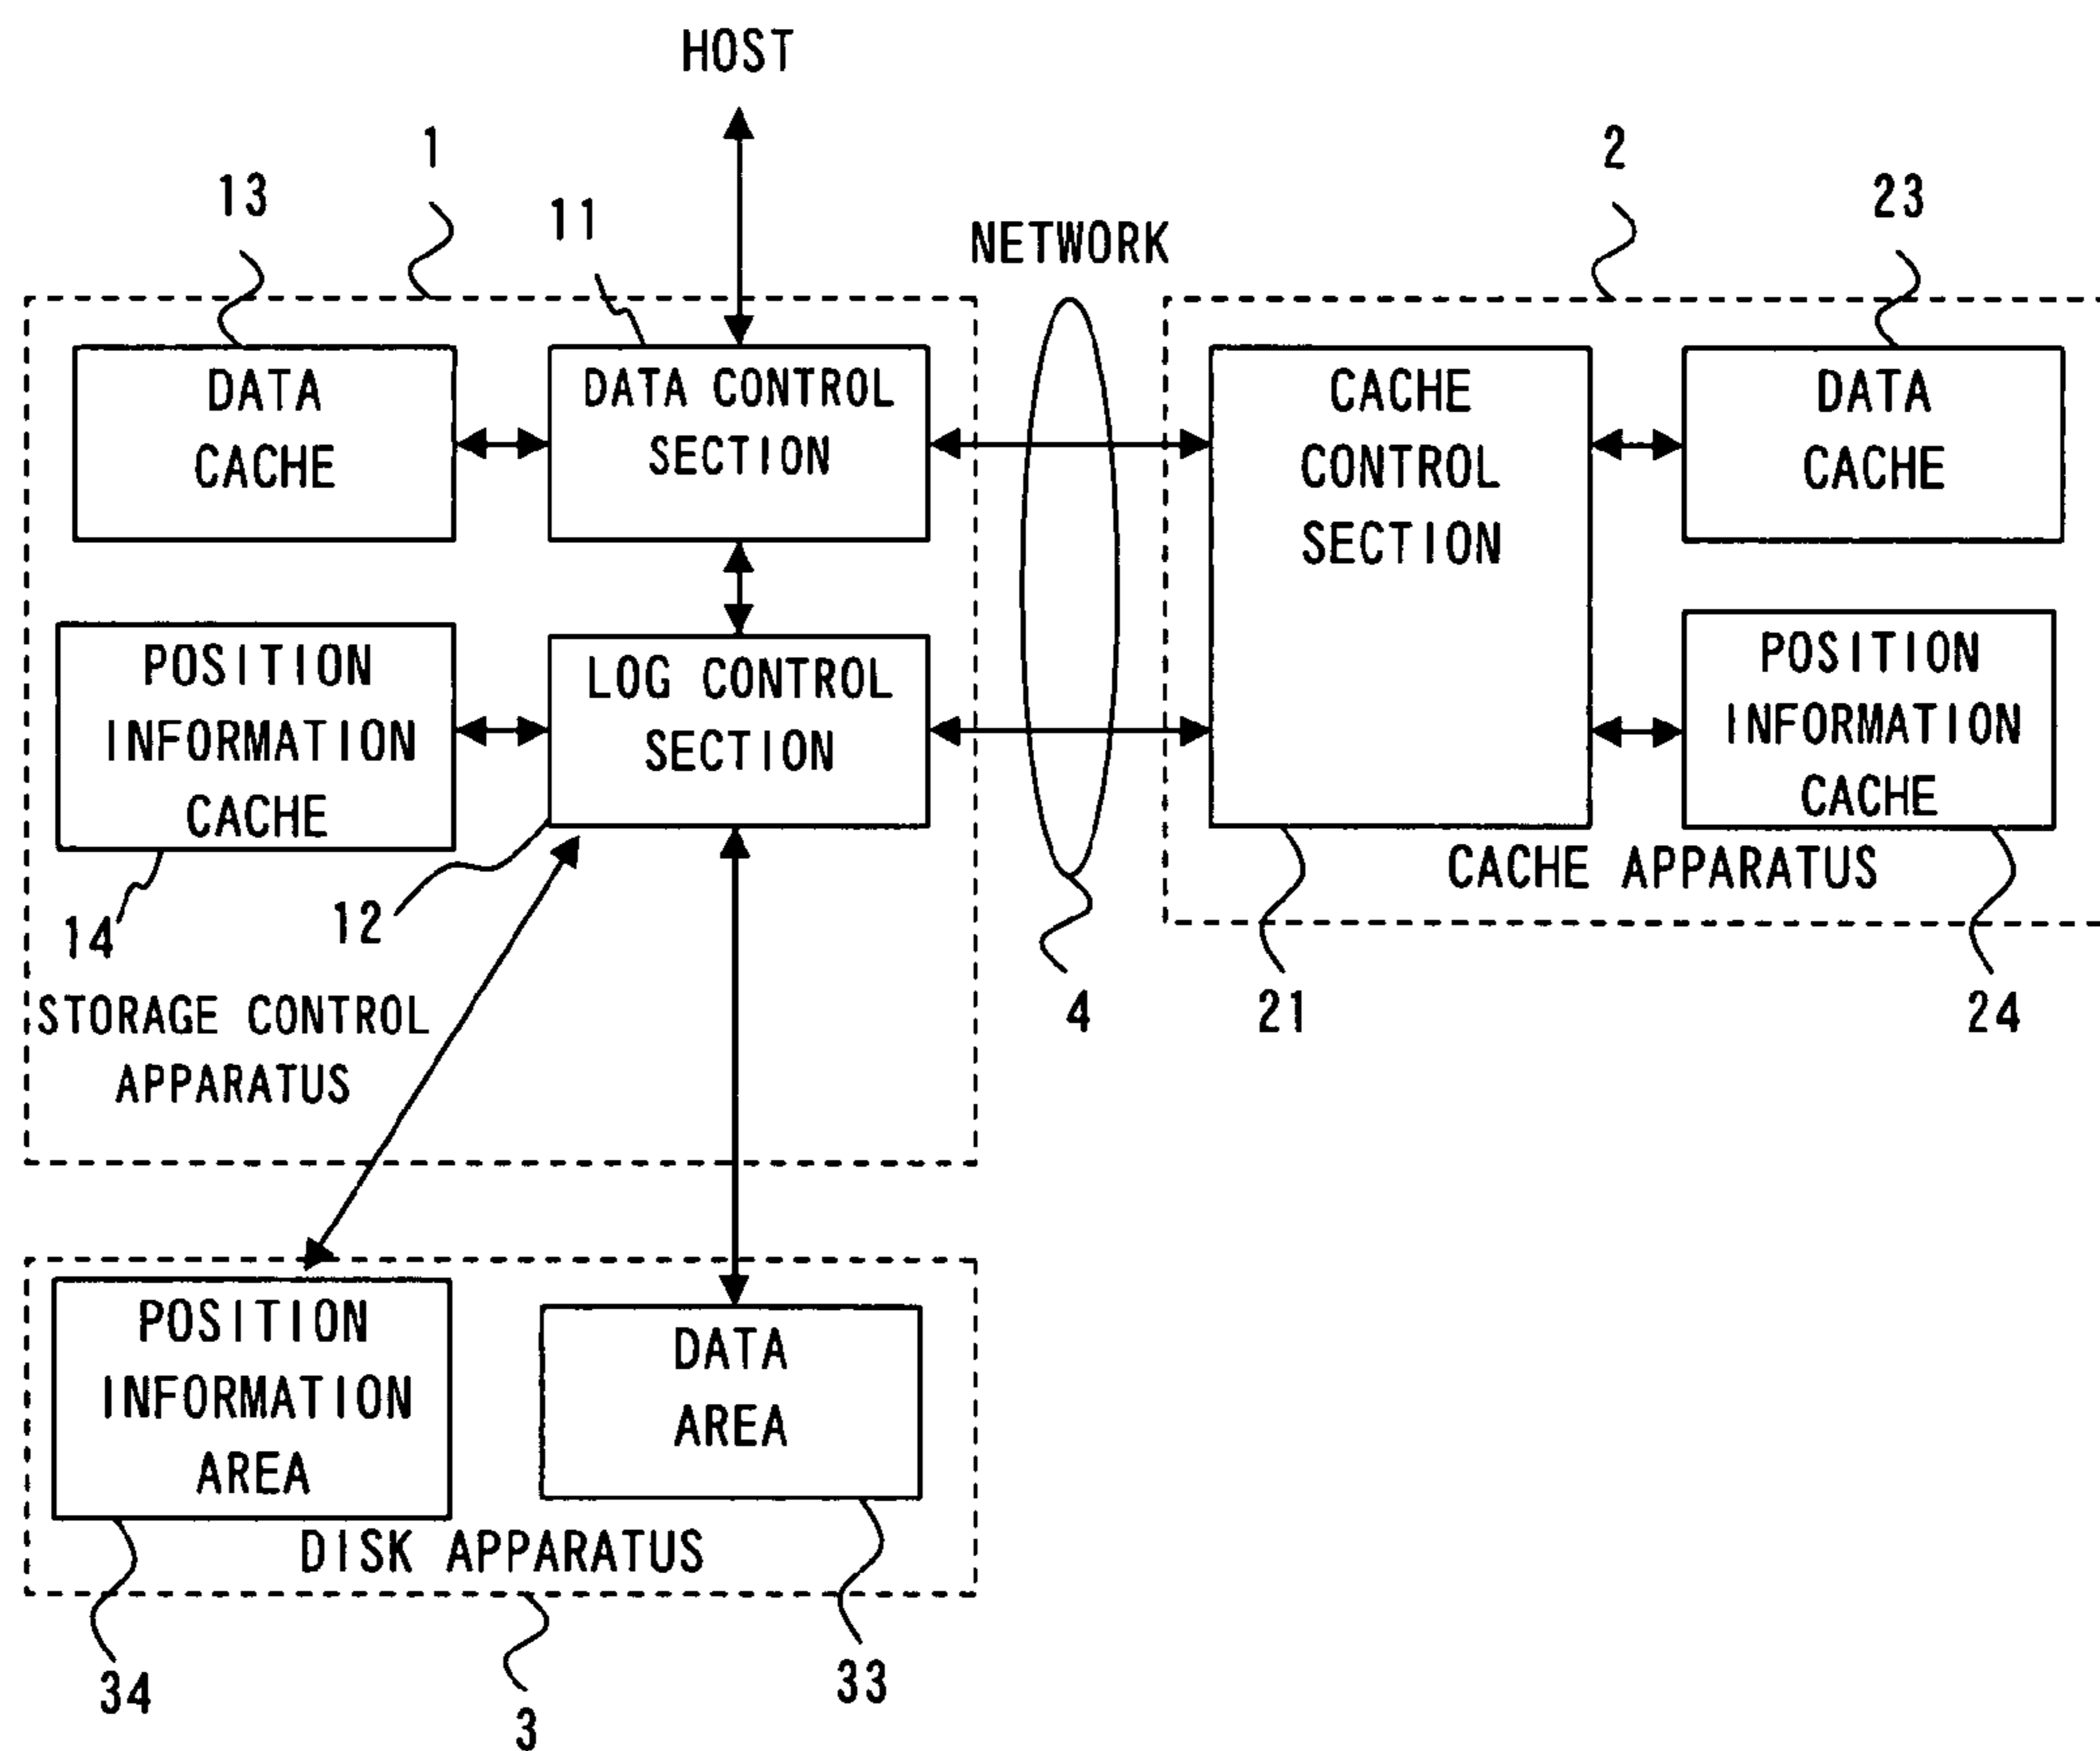 HOST
1
2
13
11
NETWORK
23
DATA
CACHE
DATA CONTROL
SECTION
CACHE
CONTROL
SECTION
DATA
CACHE
POSITION
INFORMATION
CACHE
LOG CONTROL
SECTION
POSITION
INFORMATION
CACHE
CACHE APPARATUS
14
12
STORAGE CONTROL
APPARATUS
4
21
24
POSITION
INFORMATION
AREA
DATA
AREA
DISK APPARATUS
34
3
33